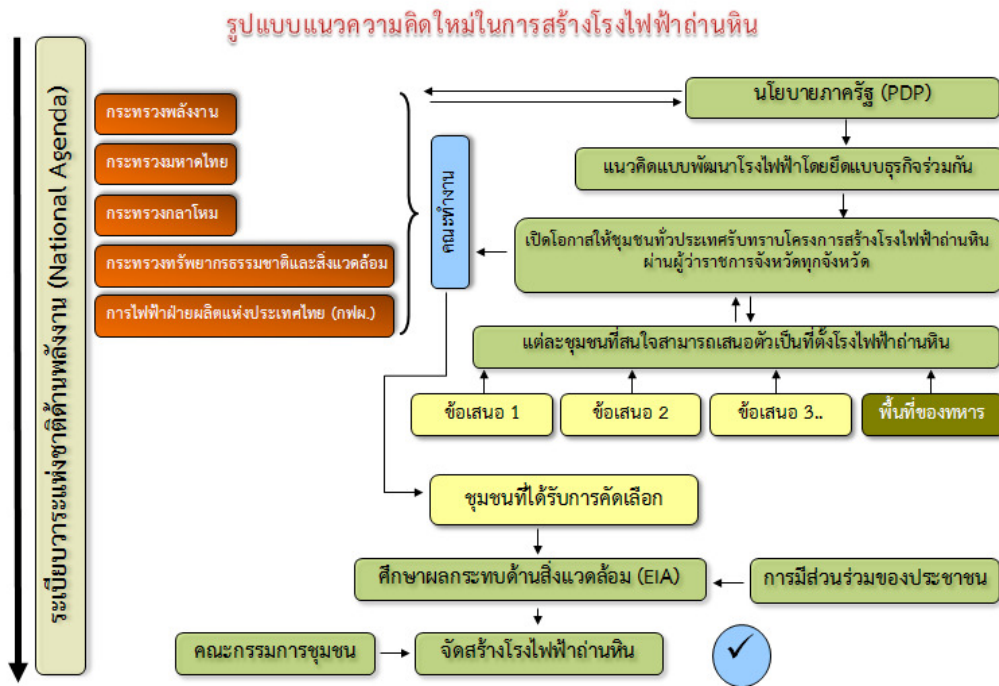 รูปแบบแนวความคิดใหม่ในการสร้างโรงไฟฟ้าถ่านหิน
ระเบียบวาระแห่งชาติด้านพลังงาน (National Agenda)
กระทรวงพลังงาน
กระทรวงมหาดไทย
กระทรวงกลาโหม
กระทรวงทรัพยากรธรรมชาติและสิ่งแวดล้อม
การไฟฟ้าฝ่ายผลิตแห่งประเทศไทย (กฟผ.)
คณะทำงาน
นโยบายภาครัฐ (PDP)
แนวคิดแบบพัฒนาโรงไฟฟ้าโดยยึดแบบธุรกิจร่วมกัน
เปิดโอกาสให้ชุมชนทั่วประเทศรับทราบโครงการสร้างโรงไฟฟ้าถ่านหิน
ผ่านผู้ว่าราชการจังหวัดทุกจังหวัด
แต่ละชุมชนที่สนใจสามารถเสนอตัวเป็นที่ตั้งโรงไฟฟ้าถ่านหิน
ข้อเสนอ 1
ข้อเสนอ 2
ข้อเสนอ 3..
พื้นที่ของทหาร
ชุมชนที่ได้รับการคัดเลือก
ศึกษาผลกระทบด้านสิ่งแวดล้อม (EIA)
การมีส่วนร่วมของประชาชน
คณะกรรมการชุมชน
จัดสร้างโรงไฟฟ้าถ่านหิน